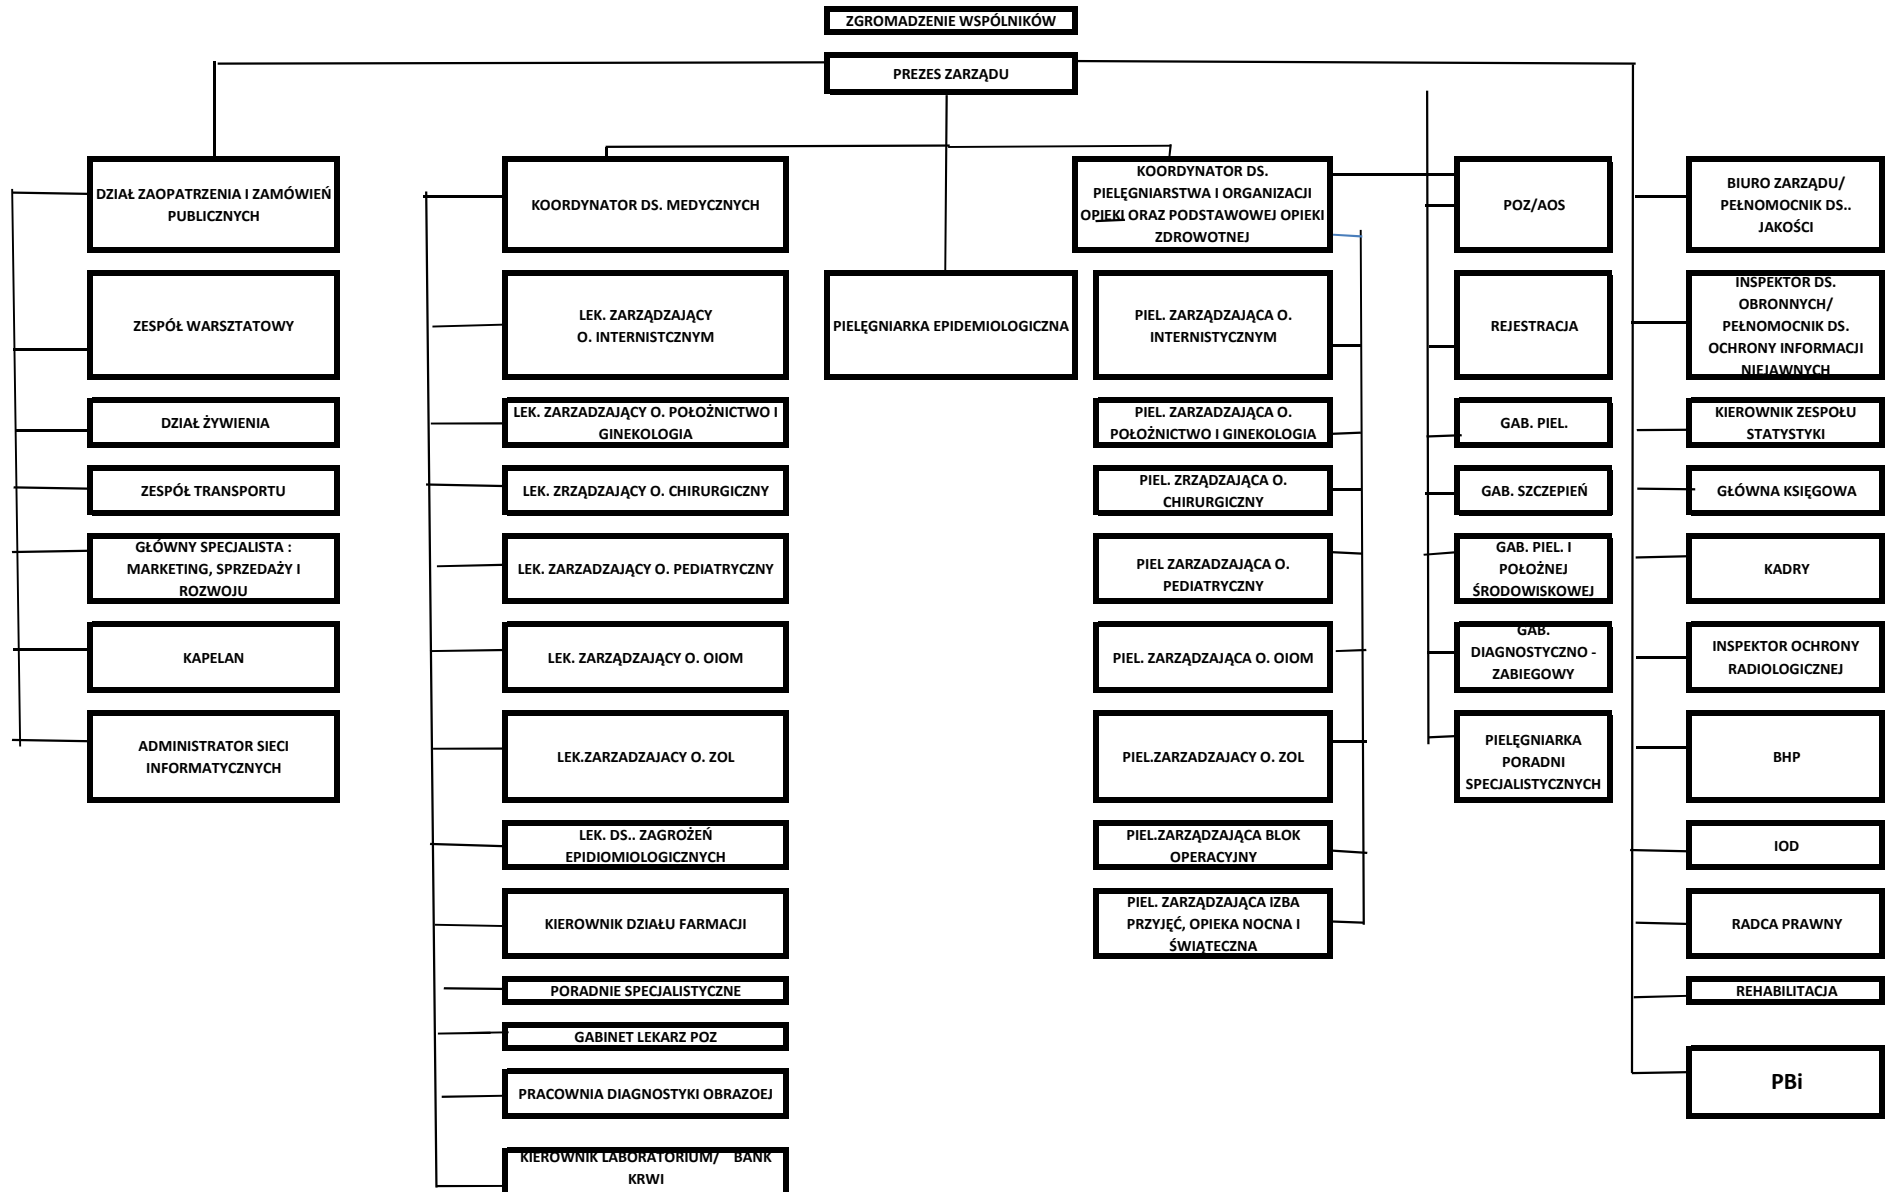 ZGROMADZENIE WSPÓLNIKÓW
PREZES ZARZĄDU
DZIAŁ ZAOPATRZENIA I ZAMÓWIEŃ
PUBLICZNYCH
ZESPÓŁ WARSZTATOWY
DZIAŁ ŻYWIENIA
ZESPÓŁ TRANSPORTU
GŁÓWNY SPECJALISTA :
MARKETING, SPRZEDAŻY I
ROZWOJU
KAPELAN
ADMINISTRATOR SIECI
INFORMATYCZNYCH
KOORDYNATOR DS. MEDYCZNYCH
LEK. ZARZĄDZAJĄCY
O. INTERNISTCZNYM
LEK. ZARZADZAJĄCY O. POŁOŻNICTWO I
GINEKOLOGIA
LEK. ZRZĄDZAJĄCY O. CHIRURGICZNY
LEK. ZARZADZAJĄCY O. PEDIATRYCZNY
LEK. ZARZĄDZAJĄCY O. OIOM
LEK.ZARZADZAJACY O. ZOL
LEK. DS.. ZAGROŻEŃ
EPIDIOMIOLOGICZNYCH
KIEROWNIK DZIAŁU FARMACJI
PORADNIE SPECJALISTYCZNE
GABINET LEKARZ POZ
PRACOWNIA DIAGNOSTYKI OBRAZOEJ
KIEROWNIK LABORATORIUM/ BANK
KRWI
PIELĘGNIARKA EPIDEMIOLOGICZNA
KOORDYNATOR DS.
PIELĘGNIARSTWA I ORGANIZACJI
OPIEKI ORAZ PODSTAWOWEJ OPIEKI
ZDROWOTNEJ
PIEL. ZARZĄDZAJĄCA O.
INTERNISTYCZNYM
PIEL. ZARZADZAJĄCA O.
POŁOŻNICTWO I GINEKOLOGIA
PIEL. ZRZĄDZAJĄCA O.
CHIRURGICZNY
PIEL ZARZADZAJĄCA O.
PEDIATRYCZNY
PIEL. ZARZĄDZAJĄCA O. OIOM
PIEL.ZARZADZAJACY O. ZOL
PIEL.ZARZĄDZAJĄCA BLOK
OPERACYJNY
PIEL. ZARZĄDZAJĄCA IZBA
PRZYJĘĆ, OPIEKA NOCNA I
ŚWIĄTECZNA
POZ/AOS
REJESTRACJA
GAB. PIEL.
GAB. SZCZEPIEŃ
GAB. PIEL. I
POŁOŻNEJ
ŚRODOWISKOWEJ
GAB.
DIAGNOSTYCZNO -
ZABIEGOWY
PIELĘGNIARKA
PORADNI
SPECJALISTYCZNYCH
BIURO ZARZĄDU/
PEŁNOMOCNIK DS..
JAKOŚCI
INSPEKTOR DS.
OBRONNYCH/
PEŁNOMOCNIK DS.
OCHRONY INFORMACJI
NIEJAWNYCH
KIEROWNIK ZESPOŁU
STATYSTYKI
GŁÓWNA KSIĘGOWA
KADRY
INSPEKTOR OCHRONY
RADIOLOGICZNEJ
BHP
IOD
RADCA PRAWNY
REHABILITACJA
PBi